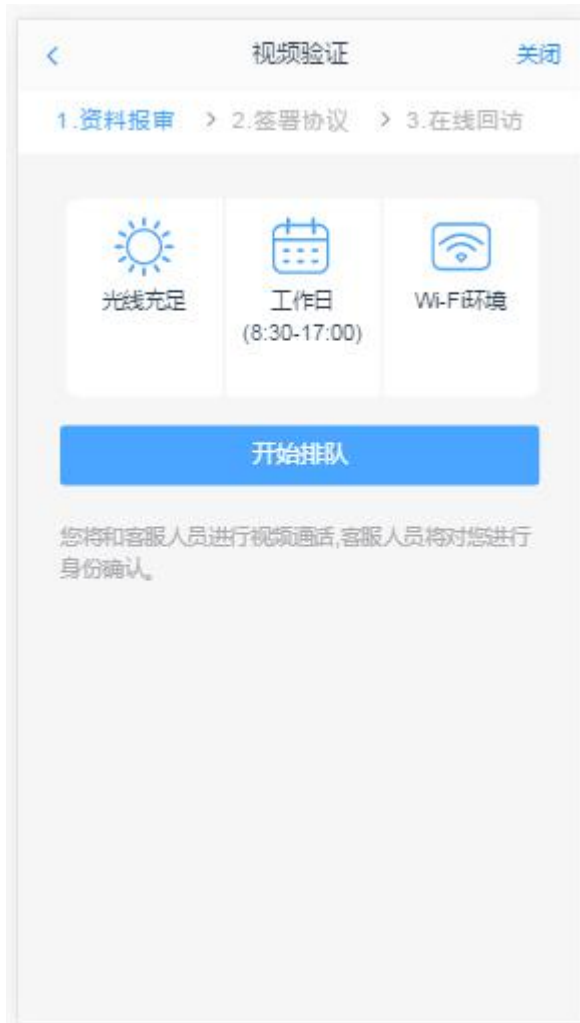 视频验证 关闭
1.资料报审 > 2.签署协议 > 3.在线回访
光线充足 工作日 Wi-Fi环境
(8:30-17:00)
开始排队
您将和客服人员进行视频通话,客服人员将对您进行
身份确认。